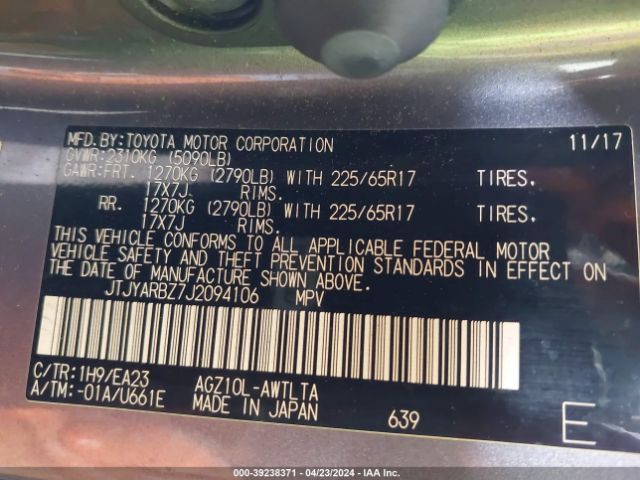 MFD.BY:TOYOTA MOTOR CORPORATION 11/17
GVWR:2310KG (5090LB)
GAWR:FRT. 1270KG (2790LB) WITH 225/65R17 TIRES,
17X7J RIMS.
RR. 1270KG (2790LB) WITH 225/65R17 TIRES,
17X7J RIMS.
THIS VEHICLE CONFORMS TO ALL APPLICABLE FEDERAL MOTOR
VEHICLE SAFETY AND THEFT PREVENTION STANDARDS IN EFFECT ON
THE DATE OF MANUFACTURE SHOWN ABOVE.
JTJYARBZ7J2094106 MPV
C/TR:1H9/EA23 AGZ10L-AWTLTA
A/TM:-01A/U661E MADE IN JAPAN 639 E
000-39238371 | 04/23/2024 | IAA Inc.